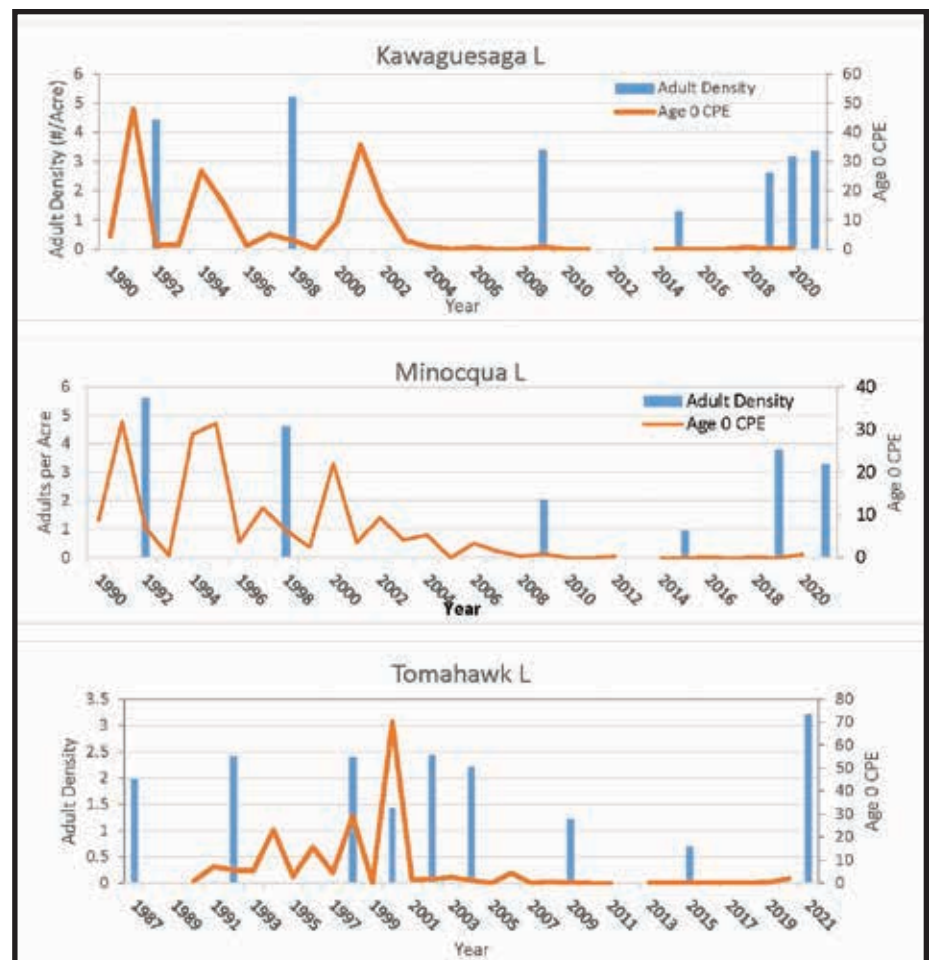 Kawaguesaga L
Adult Density (#/Acre)
6
5
4
3
2
1
0
60
50
40
30
20
10
0
Age 0 CPE
Adult Density
Age 0 CPE
1990 1992 1994 1996 1998 2000 2002 2004 2006 2008 2010 2012 2014 2016 2018 2020
Year
Minocqua L
Adults per Acre
6
5
4
3
2
1
0
40
30
20
10
0
Age 0 CPE
Adult Density
Age 0 CPE
1990 1992 1994 1996 1998 2000 2002 2004 2006 2008 2010 2012 2014 2016 2018 2020
Year
Tomahawk L
Adult Density
3.5
3
2.5
2
1.5
1
0.5
0
80
70
60
50
40
30
20
10
0
Age 0 CPE
1987 1989 1991 1993 1995 1997 1999 2001 2003 2005 2007 2009 2011 2013 2015 2017 2019 2021
Year